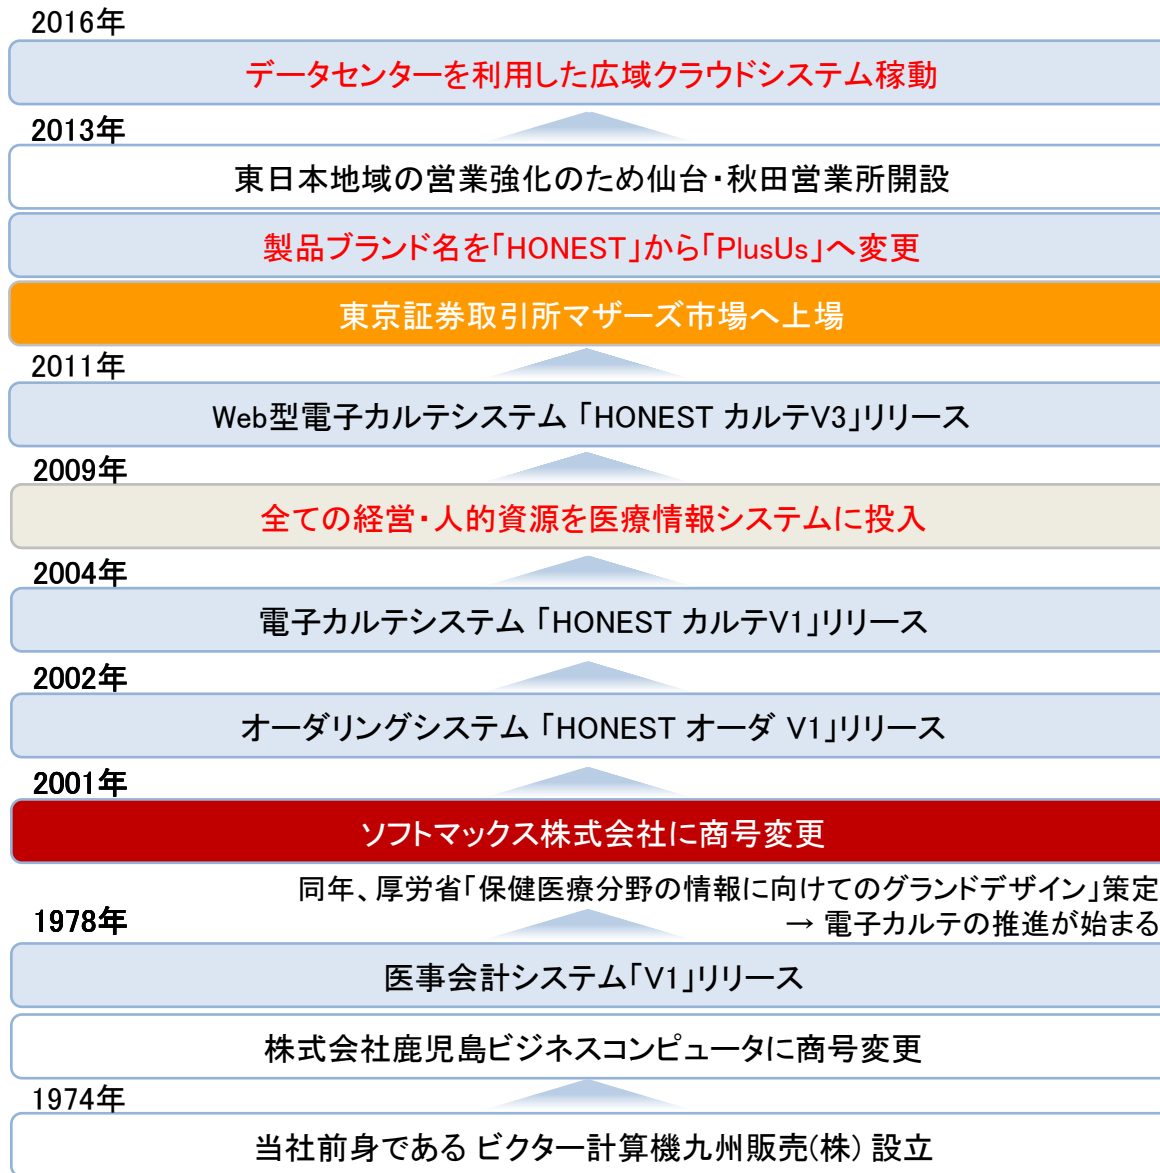 2016年
データセンターを利用した広域クラウドシステム稼動
2013年
東日本地域の営業強化のため仙台・秋田営業所開設
製品ブランド名を「HONEST」から「PlusUs」へ変更
東京証券取引所マザーズ市場へ上場
2011年
Web型電子カルテシステム 「HONEST カルテV3」リリース
2009年
全ての経営・人的資源を医療情報システムに投入
2004年
電子カルテシステム 「HONEST カルテV1」リリース
2002年
オーダリングシステム 「HONEST オーダ V1」リリース
2001年
ソフトマックス株式会社に商号変更
同年、厚労省「保健医療分野の情報に向けてのグランドデザイン」策定
→ 電子カルテの推進が始まる
1978年
医事会計システム「V1」リリース
株式会社鹿児島ビジネスコンピュータに商号変更
1974年
当社前身である ビクター計算機九州販売(株) 設立